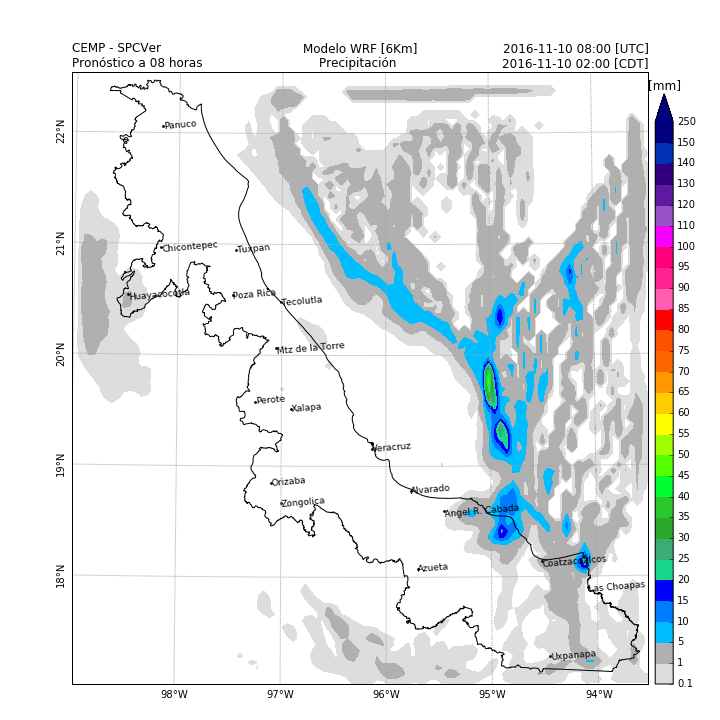 CEMP - SPCVer
Modelo WRF [6Km]
2016-11-10 08:00 [UTC]
Pronóstico a 08 horas
Precipitación
2016-11-10 02:00 [CDT]
[mm]
250
150
140
130
120
110
100
95
90
85
80
75
70
65
60
55
50
45
40
35
30
25
20
15
10
5
1
0.1
22°N
21°N
20°N
19°N
18°N
Panuco
Chicontepec
Tuxpan
Huayacocotla
Poza Rica
Tecolutla
Mtz de la Torre
Perote
Xalapa
Veracruz
Orizaba
Alvarado
Zongolica
Angel R. Cabada
Azueta
Coatzacoalcos
Las Choapas
Uxpanapa
98°W
97°W
96°W
95°W
94°W